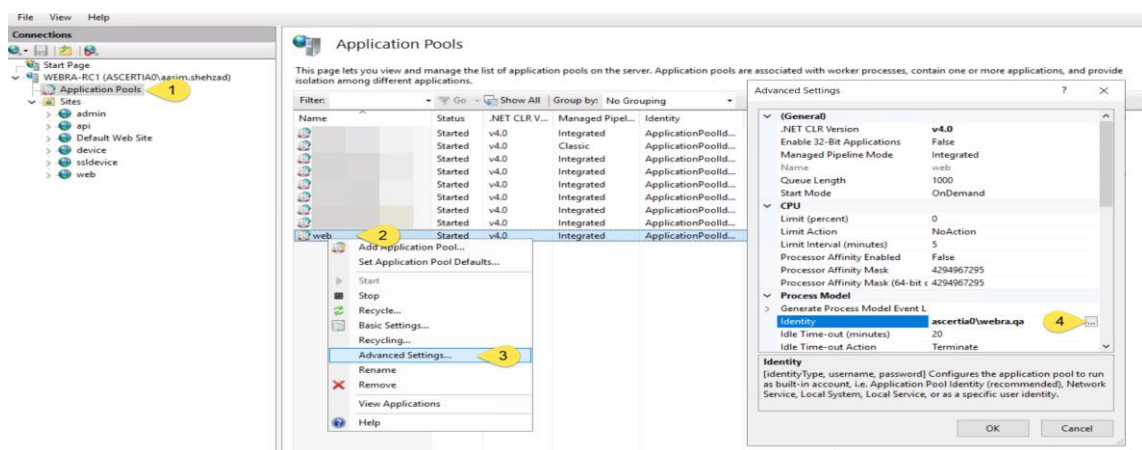 File View Help
Connections
Start Page
WEBRA-RC1 (ASCERTIA0\aasim.shehzad)
Application Pools 1
Sites
admin
api
Default Web Site
device
ssldevice
web
Application Pools
This page lets you view and manage the list of application pools on the server. Application pools are associated with worker processes, contain one or more applications, and provide
isolation among different applications.
Filter: Go Show All Group by: No Grouping
Name Status .NET CLR V... Managed Pipel... Identity
Started v4.0 Integrated ApplicationPoolId...
Started v4.0 Classic ApplicationPoolId...
Started v4.0 Integrated ApplicationPoolId...
Started v4.0 Integrated ApplicationPoolId...
Started v4.0 Integrated ApplicationPoolId...
Started v4.0 Integrated ApplicationPoolId...
Started v4.0 Integrated ApplicationPoolId...
Started v4.0 Integrated ApplicationPoolId...
web 2 Started v4.0 Integrated ApplicationPoolId...
Add Application Pool...
Set Application Pool Defaults...
Start
Stop
Recycle...
Basic Settings...
Recycling...
Advanced Settings... 3
Rename
Remove
View Applications
Help
Advanced Settings ? ×
(General)
.NET CLR Version v4.0
Enable 32-Bit Applications False
Managed Pipeline Mode Integrated
Name web
Queue Length 1000
Start Mode OnDemand
CPU
Limit (percent) 0
Limit Action NoAction
Limit Interval (minutes) 5
Processor Affinity Enabled False
Processor Affinity Mask 4294967295
Processor Affinity Mask (64-bit c 4294967295
Process Model
Generate Process Model Event L
Identity ascertia0\webra.qa 4 ...
Idle Time-out (minutes) 20
Idle Time-out Action Terminate
Identity
[identityType, username, password] Configures the application pool to run
as built-in account, i.e. Application Pool Identity (recommended), Network
Service, Local System, Local Service, or as a specific user identity.
OK Cancel